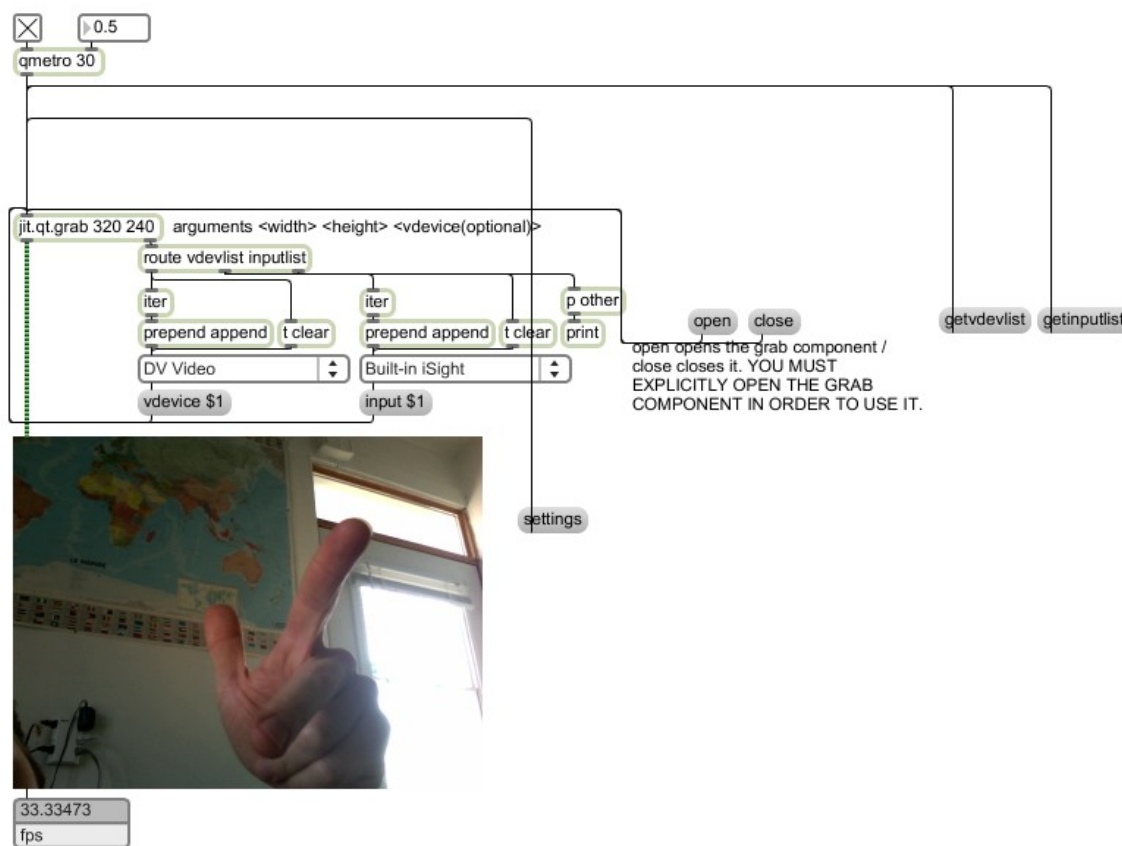 0.5
qmetro 30
jit.qt.grab 320 240 arguments <width> <height> <vdevice(optional)>
route vdevlist inputlist
iter iter p other
prepend append t clear prepend append t clear print
open close getvdevlist getinputlist
DV Video Built-in iSight
open opens the grab component /
close closes it. YOU MUST
EXPLICITLY OPEN THE GRAB
COMPONENT IN ORDER TO USE IT.
vdevice $1 input $1
settings
33.33473
fps